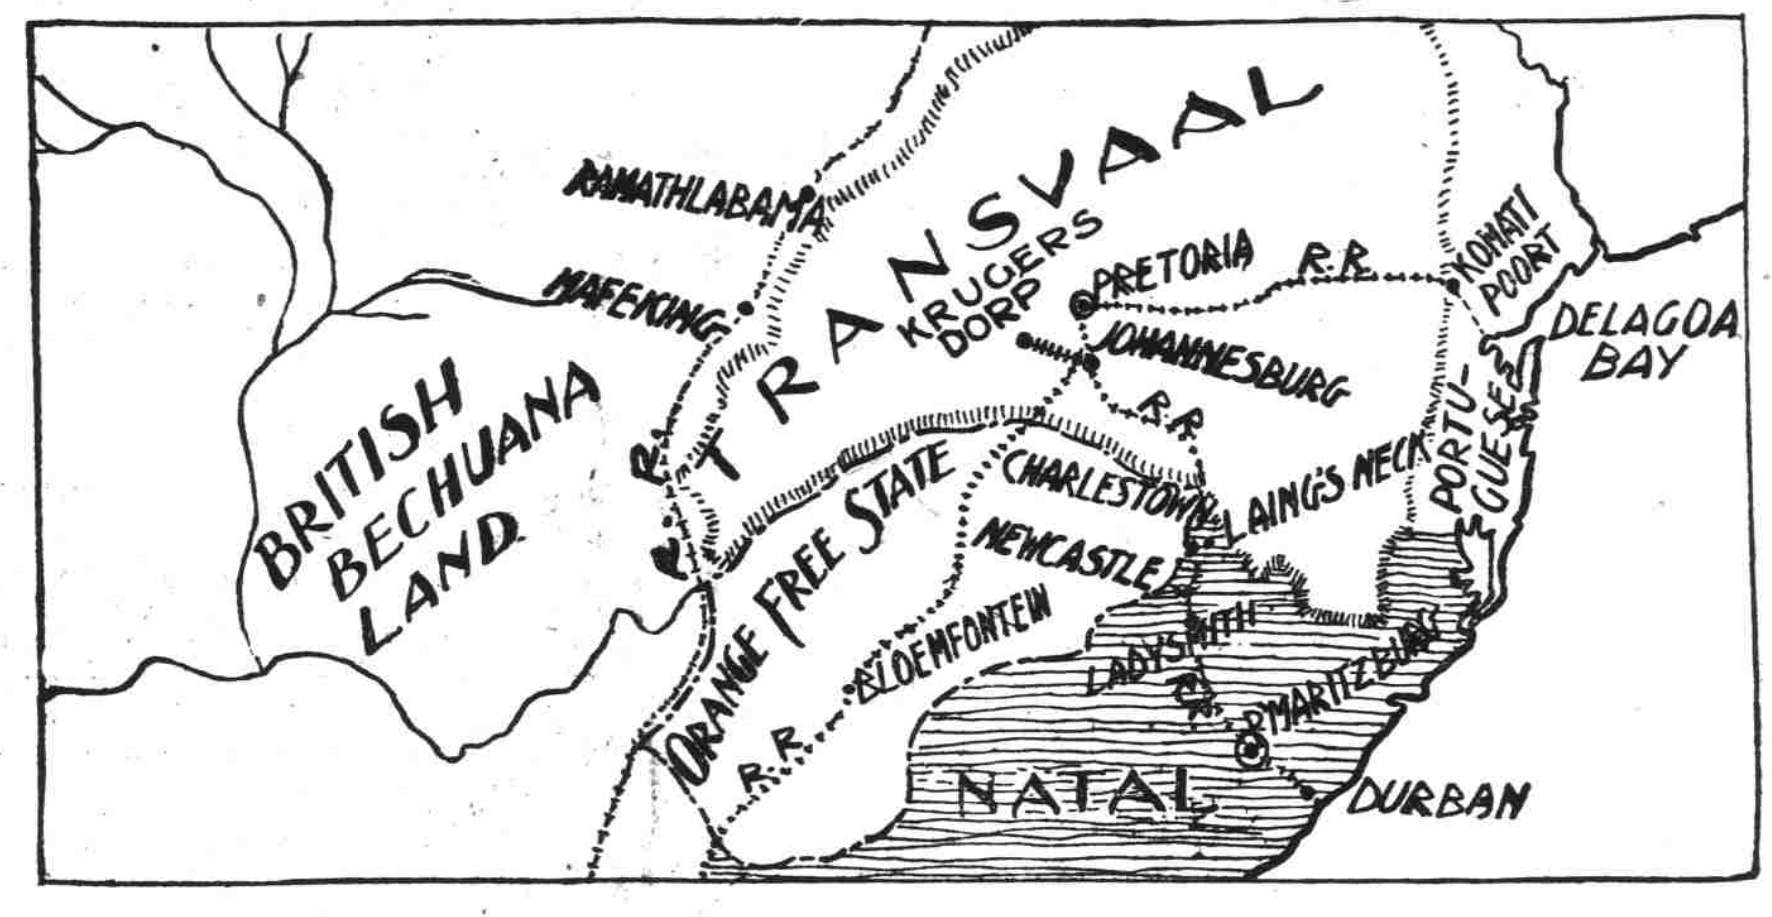 TRANSVAAL
RAMATHLABAMA
MAFEKING
KRUGERS
DORP
PRETORIA
R.R.
KOMATI
POORT
DELAGOA
BAY
JOHANNESBURG
R.R.
BRITISH
BECHUANA
LAND
R.R.
ORANGE FREE STATE
CHARLESTOWN
LAING'S NECK
PORTU-
GUESE
NEWCASTLE
BLOEMFONTEIN
LADYSMITH
P'MARITZBURG
R.R.
NATAL
DURBAN